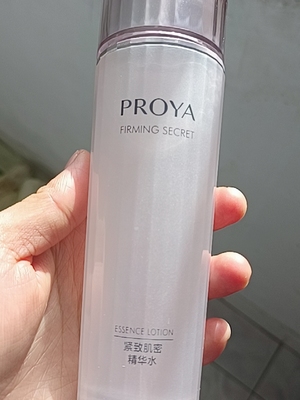 PROYA
FIRMING SECRET
ESSENCE LOTION
紧致肌密
精华水